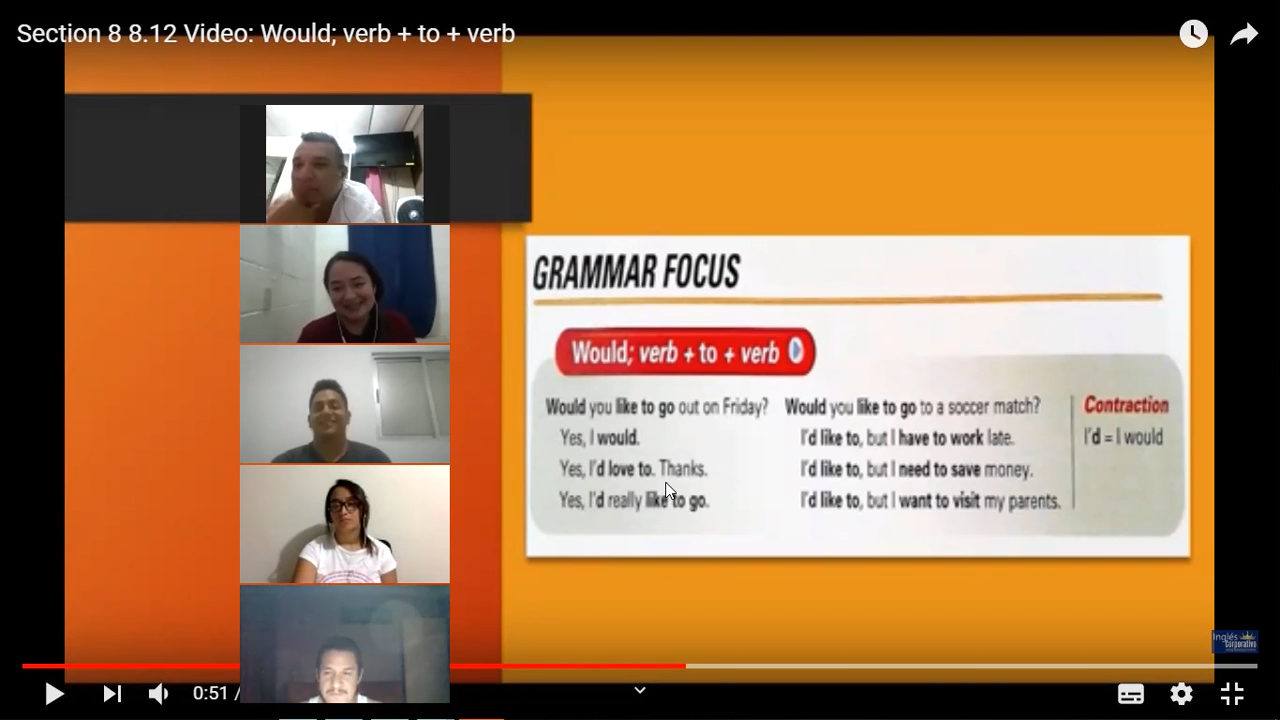 Section 8 8.12 Video: Would; verb + to + verb
GRAMMAR FOCUS
Would; verb + to + verb
Would you like to go out on Friday?
Yes, I would.
Yes, I'd love to. Thanks.
Yes, I'd really like to go.
Would you like to go to a soccer match?
I'd like to, but I have to work late.
I'd like to, but I need to save money.
I'd like to, but I want to visit my parents.
Contraction
I'd = I would
Inglés
Corporativo
0:51 /